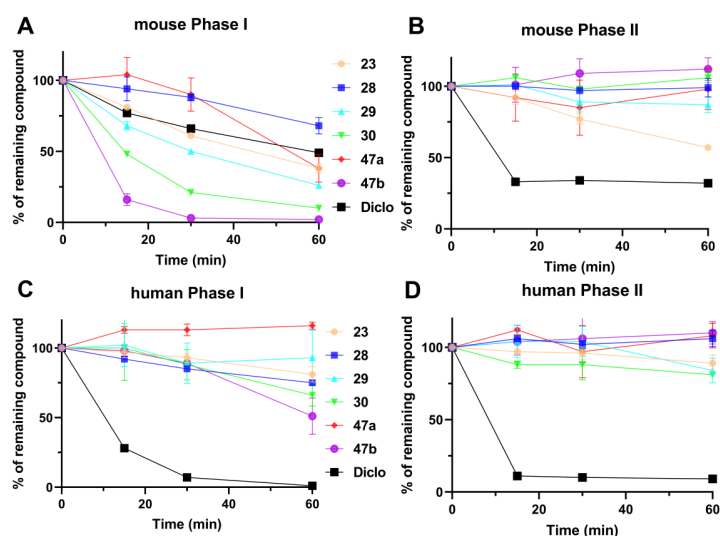 A
mouse Phase I
% of remaining compound
100
50
0
0
20
40
60
Time (min)
23
28
29
30
47a
47b
Diclo
B
mouse Phase II
% of remaining compound
100
50
0
0
20
40
60
Time (min)
C
human Phase I
% of remaining compound
100
50
0
0
20
40
60
Time (min)
23
28
29
30
47a
47b
Diclo
D
human Phase II
% of remaining compound
100
50
0
0
20
40
60
Time (min)